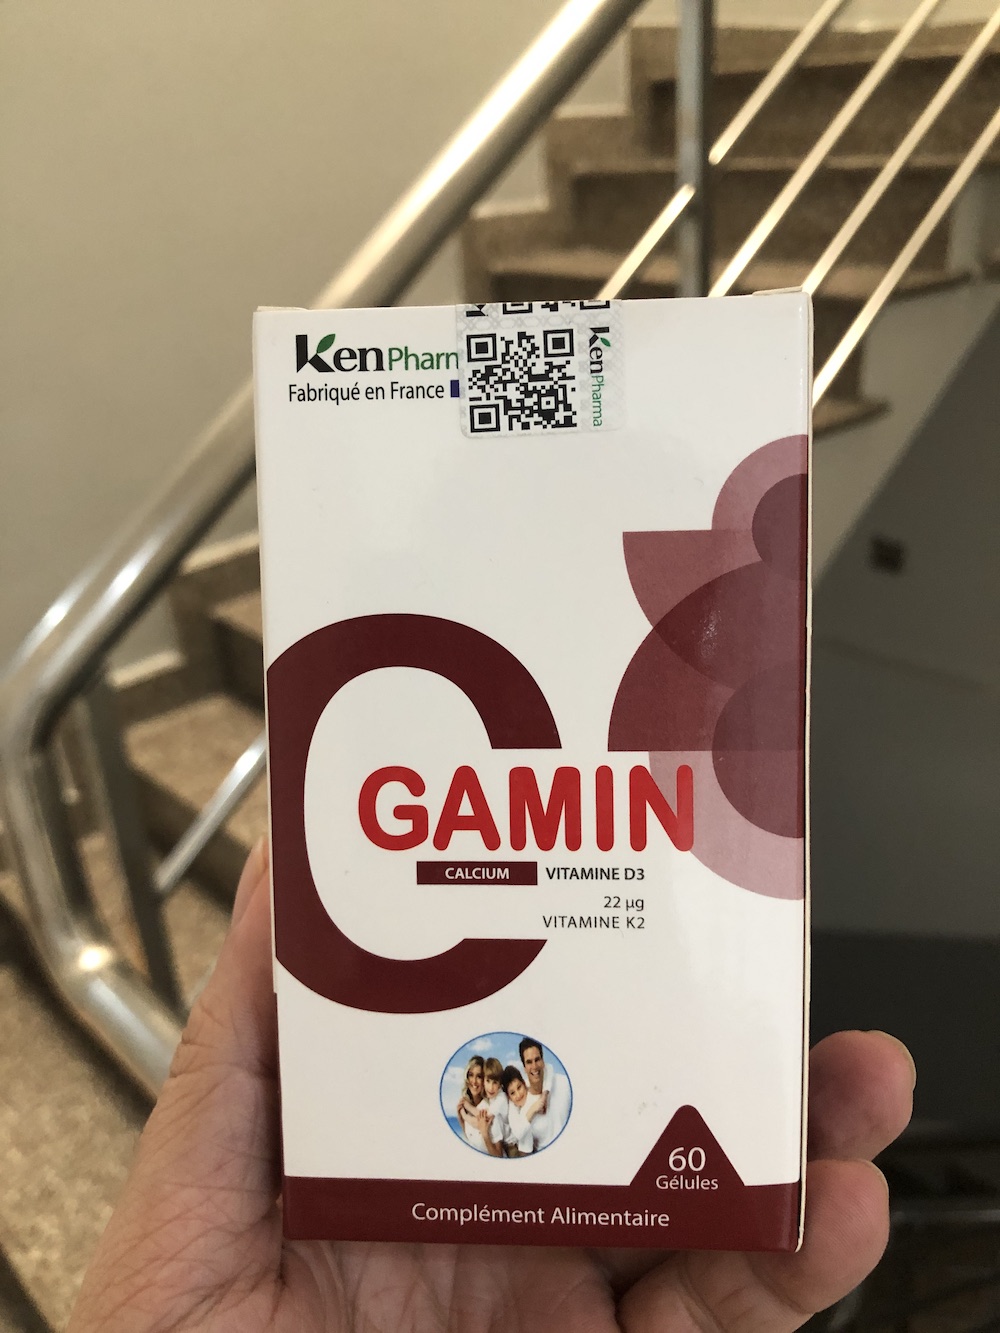 KenPharm
Fabriqué en France
KenPharma
GAMIN
CALCIUM VITAMINE D3
22 µg
VITAMINE K2
60
Gélules
Complément Alimentaire